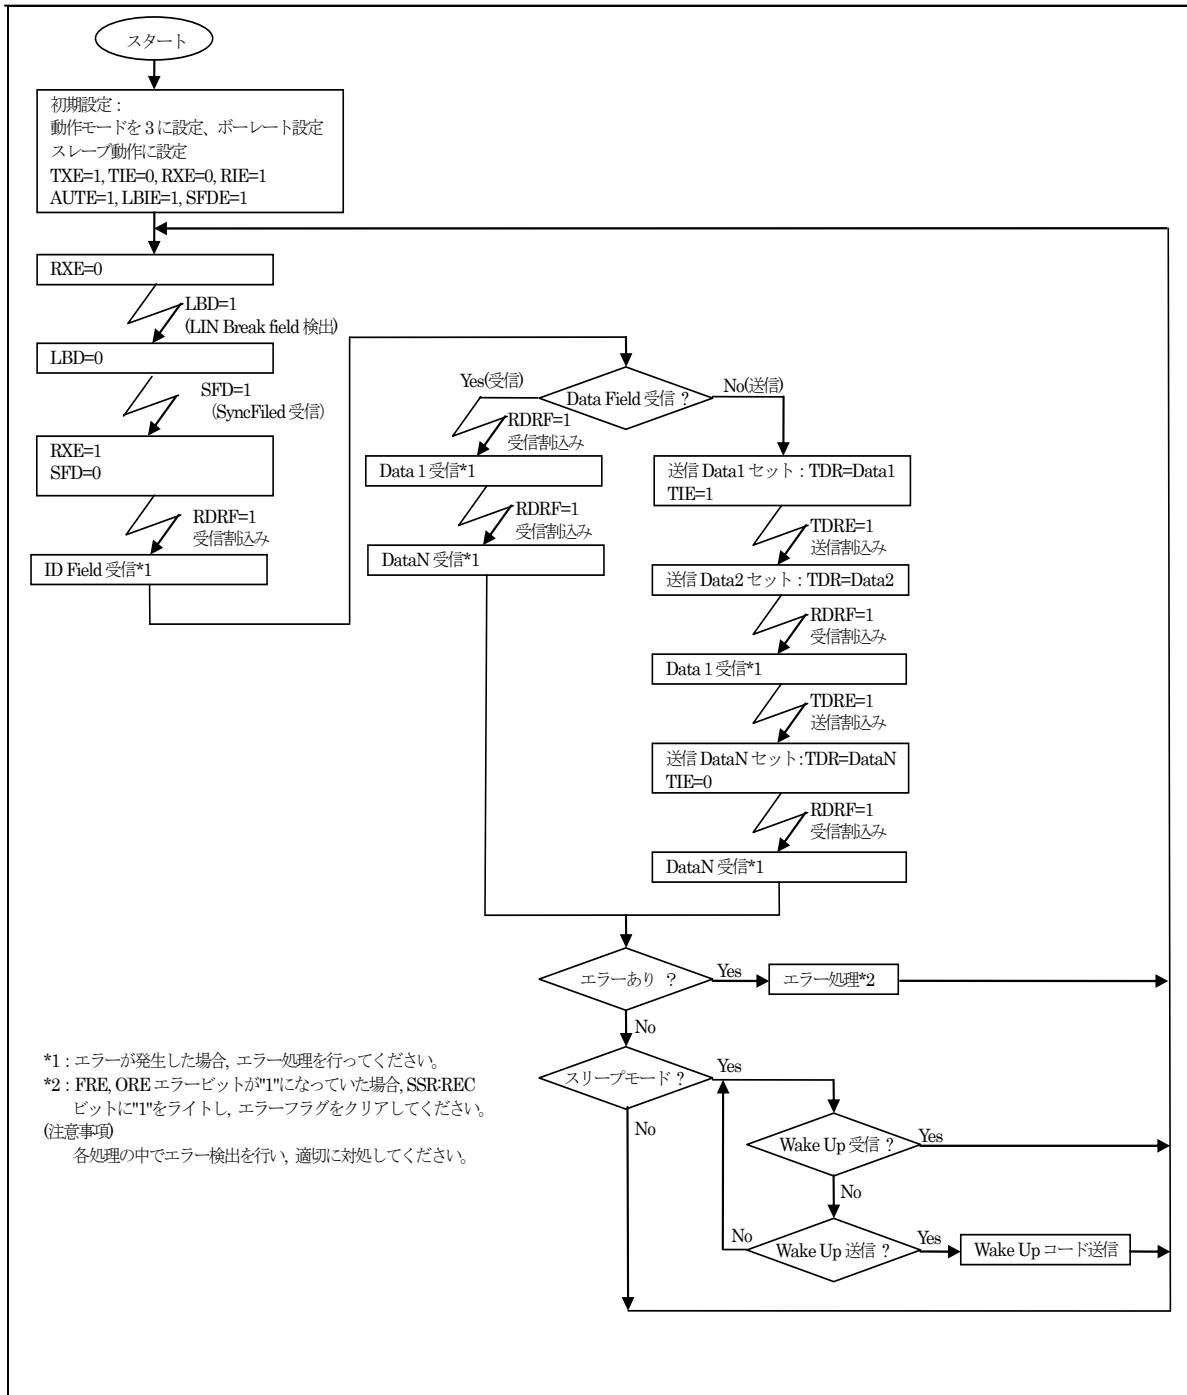 スタート
初期設定：
動作モードを3に設定、ボーレート設定
スレーブ動作に設定
TXE=1, TIE=0, RXE=0, RIE=1
AUTE=1, LBIE=1, SFDE=1
RXE=0
LBD=1
(LIN Break field 検出)
LBD=0
SFD=1
(SyncFiled 受信)
RXE=1
SFD=0
RDRF=1
受信割込み
ID Field 受信*1
Data Field 受信？
Yes(受信)
No(送信)
RDRF=1
受信割込み
Data 1 受信*1
RDRF=1
受信割込み
DataN 受信*1
送信 Data1 セット：TDR=Data1
TIE=1
TDRE=1
送信割込み
送信 Data2 セット：TDR=Data2
RDRF=1
受信割込み
Data 1 受信*1
TDRE=1
送信割込み
送信 DataN セット：TDR=DataN
TIE=0
RDRF=1
受信割込み
DataN 受信*1
エラーあり ？
Yes
エラー処理*2
No
スリープモード？
Yes
No
Wake Up 受信？
Yes
No
Wake Up 送信？
No
Yes
Wake Up コード送信
*1：エラーが発生した場合, エラー処理を行ってください。
*2：FRE, ORE エラービットが"1"になっていた場合, SSR:REC
ビットに"1"をライトし, エラーフラグをクリアしてください。
(注意事項)
各処理の中でエラー検出を行い, 適切に対処してください。